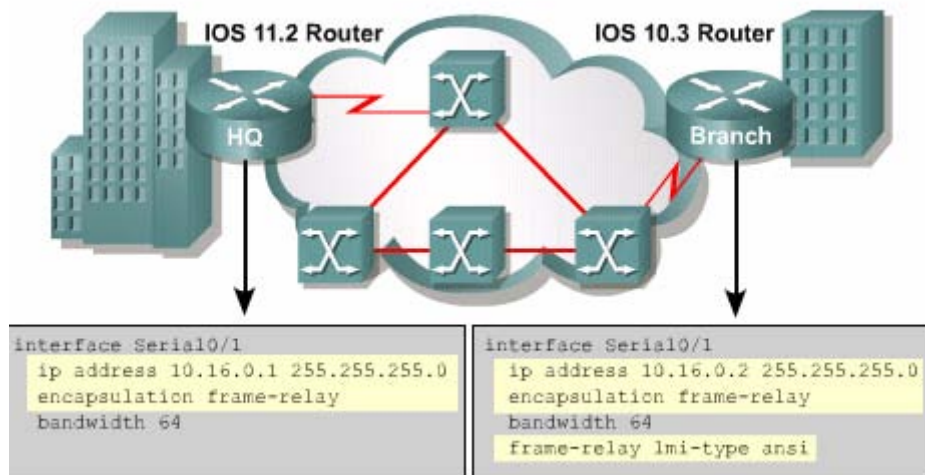 IOS 11.2 Router
IOS 10.3 Router
HQ
Branch
interface Serial0/1
ip address 10.16.0.1 255.255.255.0
encapsulation frame-relay
bandwidth 64
interface Serial0/1
ip address 10.16.0.2 255.255.255.0
encapsulation frame-relay
bandwidth 64
frame-relay lmi-type ansi